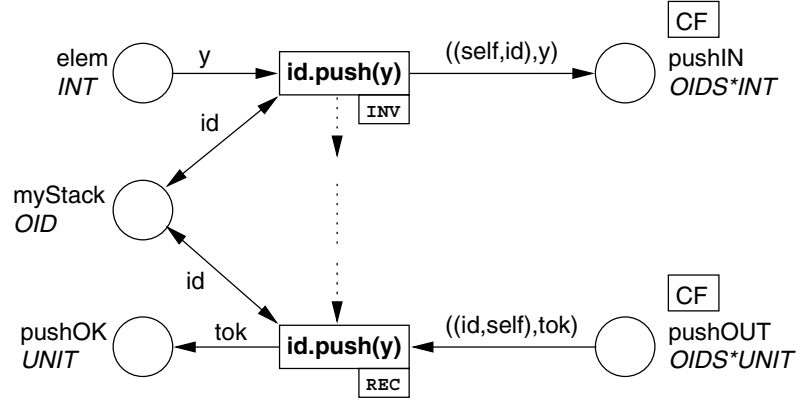 CF
elem
INT
y
id.push(y)
INV
((self,id),y)
pushIN
OIDS*INT
id
myStack
OID
id
CF
pushOK
UNIT
tok
id.push(y)
REC
((id,self),tok)
pushOUT
OIDS*UNIT